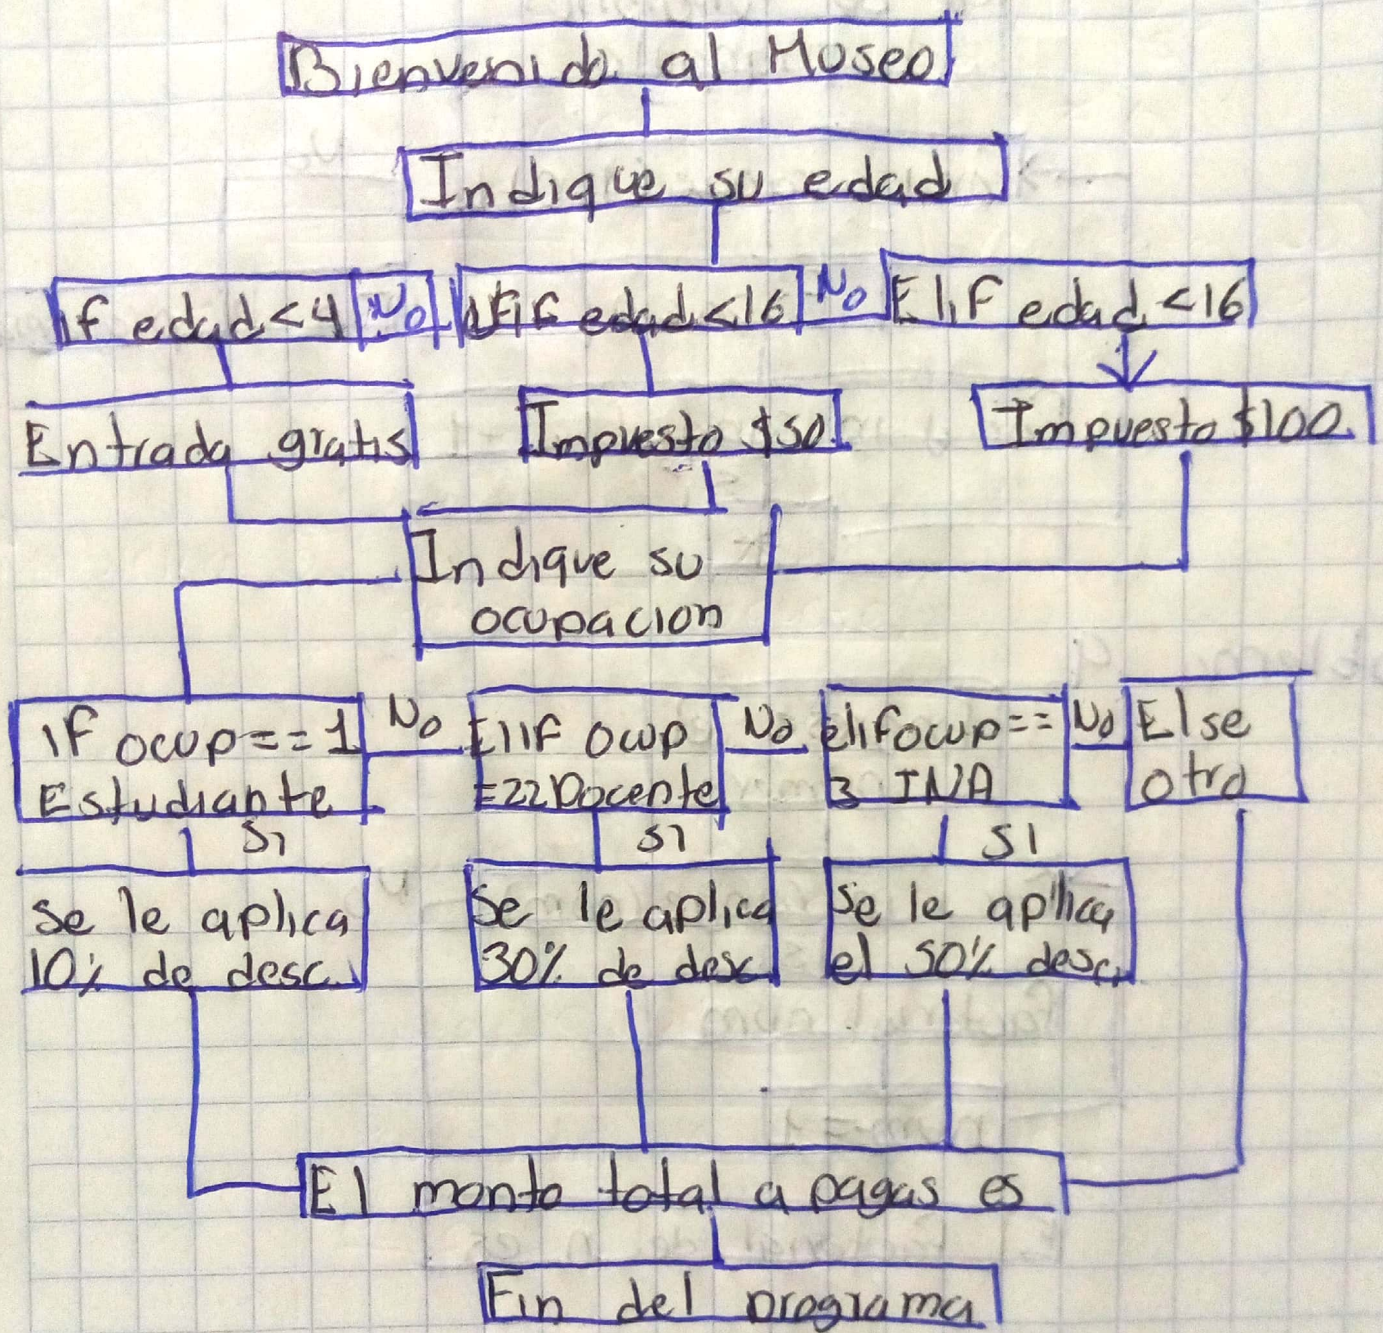 Bienvenido al Museo
Indique su edad
If edad<4 No Elif edad<16 No Elif edad<16
Entrada gratis Impuesto $50 Impuesto $100
Indique su
ocupacion
If ocup==1 No Elif ocup No Elif ocup== No Else
Estudiante =22Docente 3 INA otro
SI SI SI
Se le aplica Se le aplica Se le aplica
10% de desc. 30% de desc. el 50% desc.
El monto total a pagas es
Fin del programa